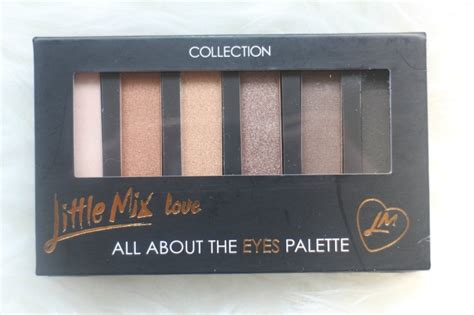 COLLECTION
Little Mix love
LM
ALL ABOUT THE EYES PALETTE